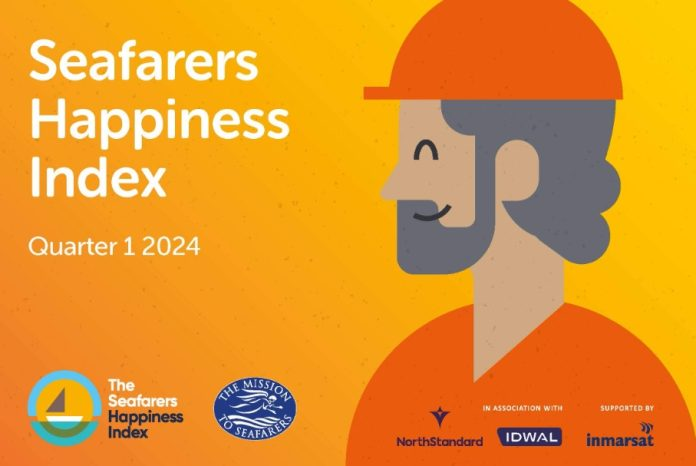 Seafarers
Happiness
Index
Quarter 1 2024
The
Seafarers
Happiness
Index
THE MISSION
TO SEAFARERS
NorthStandard
IN ASSOCIATION WITH
IDWAL
SUPPORTED BY
inmarsat